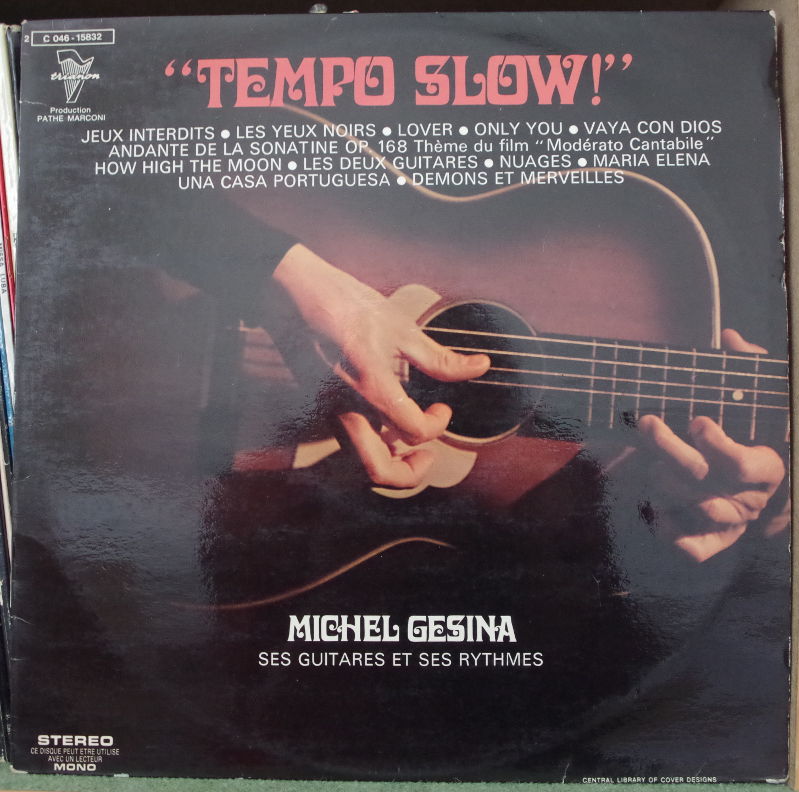 2 C 046 - 15832
trianon
Production
PATHE MARCONI
“TEMPO SLOW!”
JEUX INTERDITS ● LES YEUX NOIRS ● LOVER ● ONLY YOU ● VAYA CON DIOS
ANDANTE DE LA SONATINE OP. 168 Thème du film “Modérato Cantabile”
HOW HIGH THE MOON ● LES DEUX GUITARES ● NUAGES ● MARIA ELENA
UNA CASA PORTUGUESA ● DEMONS ET MERVEILLES
MICHEL GESINA
SES GUITARES ET SES RYTHMES
STEREO
CE DISQUE PEUT ETRE UTILISE
AVEC UN LECTEUR
MONO
CENTRAL LIBRARY OF COVER DESIGNS